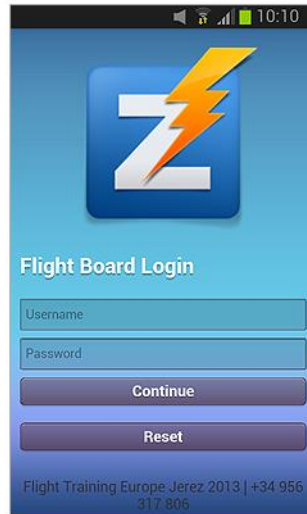 10:10
Z
Flight Board Login
Username
Password
Continue
Reset
Flight Training Europe Jerez 2013 | +34 956
317 806